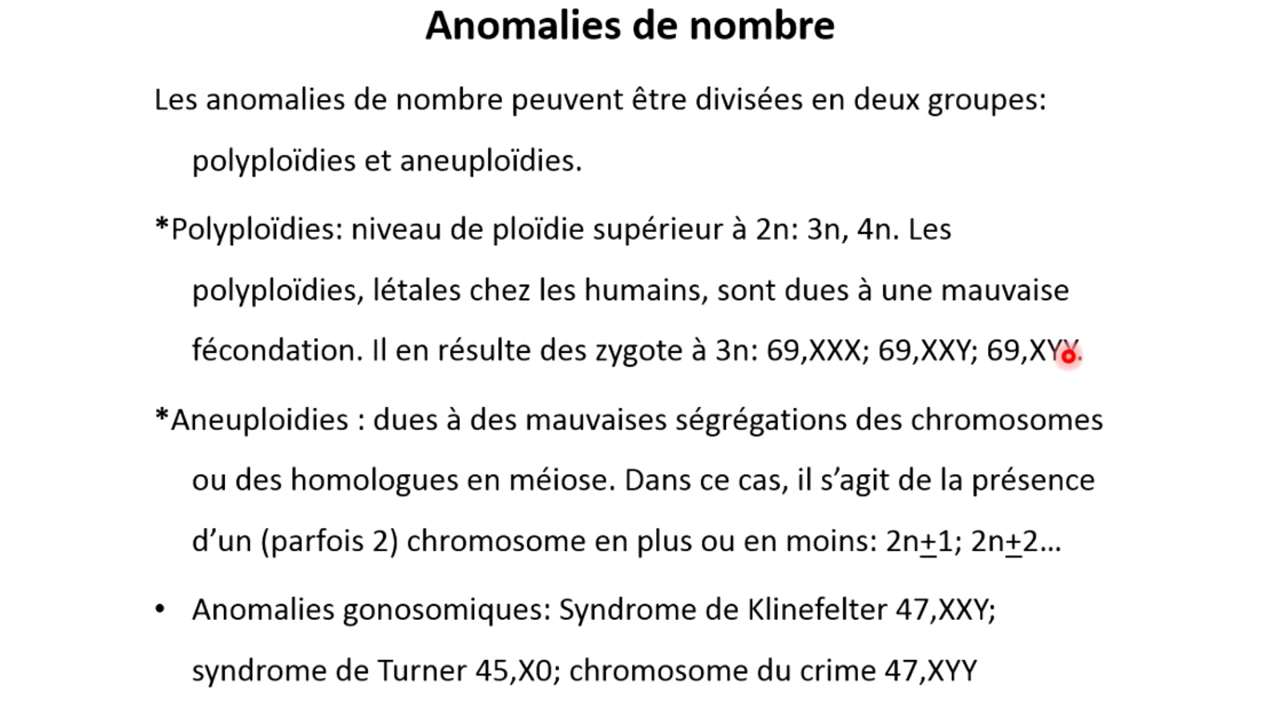 Anomalies de nombre
Les anomalies de nombre peuvent être divisées en deux groupes:
polyploïdies et aneuploïdies.
*Polyploïdies: niveau de ploïdie supérieur à 2n: 3n, 4n. Les
polyploïdies, létales chez les humains, sont dues à une mauvaise
fécondation. Il en résulte des zygote à 3n: 69,XXX; 69,XXY; 69,XYY.
*Aneuploidies : dues à des mauvaises ségrégations des chromosomes
ou des homologues en méiose. Dans ce cas, il s’agit de la présence
d’un (parfois 2) chromosome en plus ou en moins: 2n+1; 2n+2…
• Anomalies gonosomiques: Syndrome de Klinefelter 47,XXY;
syndrome de Turner 45,X0; chromosome du crime 47,XYY